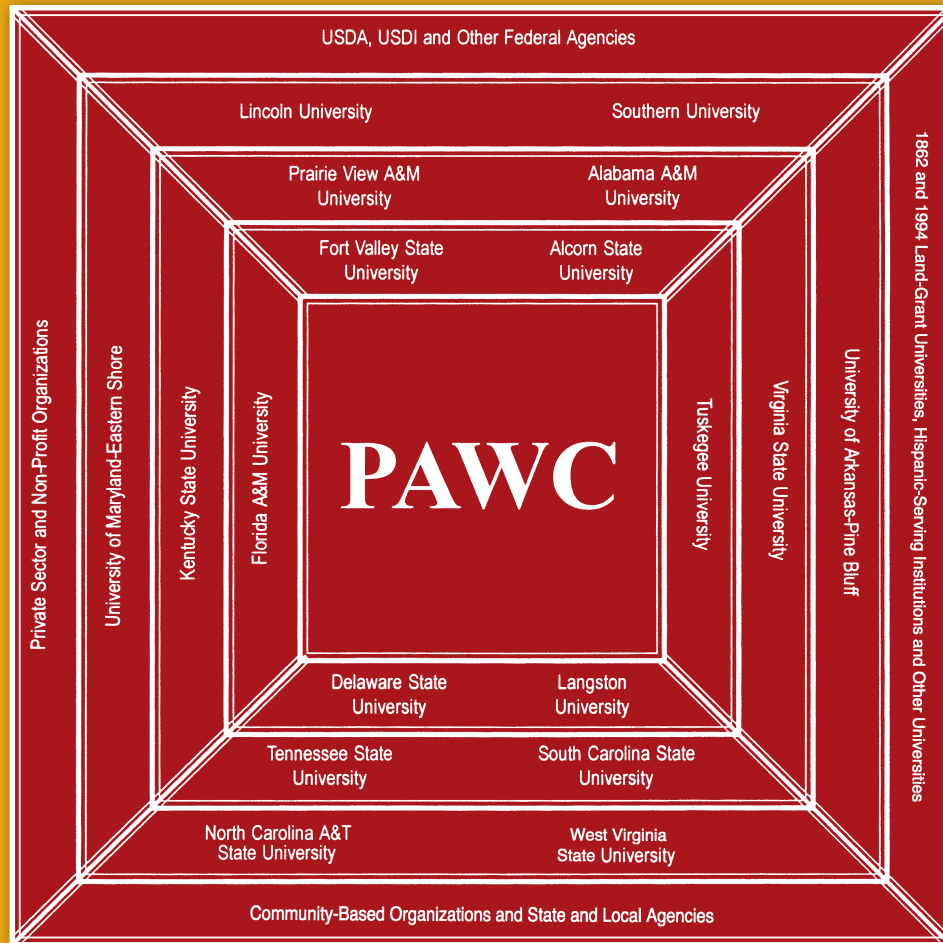 USDA, USDI and Other Federal Agencies
Lincoln University
Southern University
Prairie View A&M
University
Alabama A&M
University
Fort Valley State
University
Alcorn State
University
Private Sector and Non-Profit Organizations
University of Maryland-Eastern Shore
Kentucky State University
Florida A&M University
PAWC
Tuskegee University
Virginia State University
University of Arkansas-Pine Bluff
1862 and 1994 Land-Grant Universities, Hispanic-Serving Institutions and Other Universities
Delaware State
University
Langston
University
Tennessee State
University
South Carolina State
University
North Carolina A&T
State University
West Virginia
State University
Community-Based Organizations and State and Local Agencies